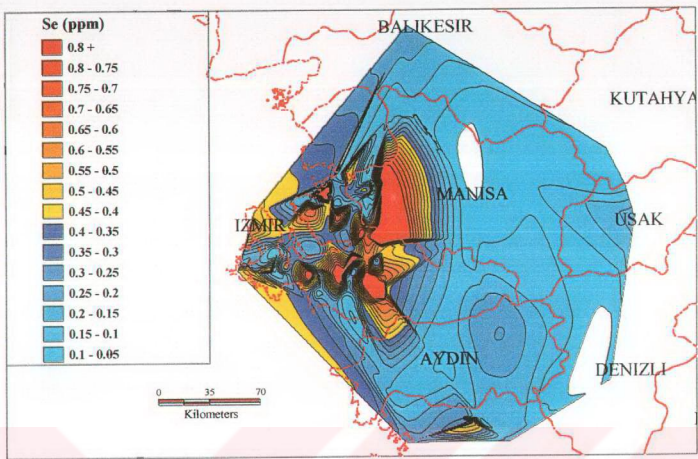 Se (ppm)
0.8 +
0.8 - 0.75
0.75 - 0.7
0.7 - 0.65
0.65 - 0.6
0.6 - 0.55
0.55 - 0.5
0.5 - 0.45
0.45 - 0.4
0.4 - 0.35
0.35 - 0.3
0.3 - 0.25
0.25 - 0.2
0.2 - 0.15
0.15 - 0.1
0.1 - 0.05
BALIKESIR
KUTAHYA
MANISA
IZMIR
USAK
AYDIN
DENIZLI
0 35 70
Kilometers